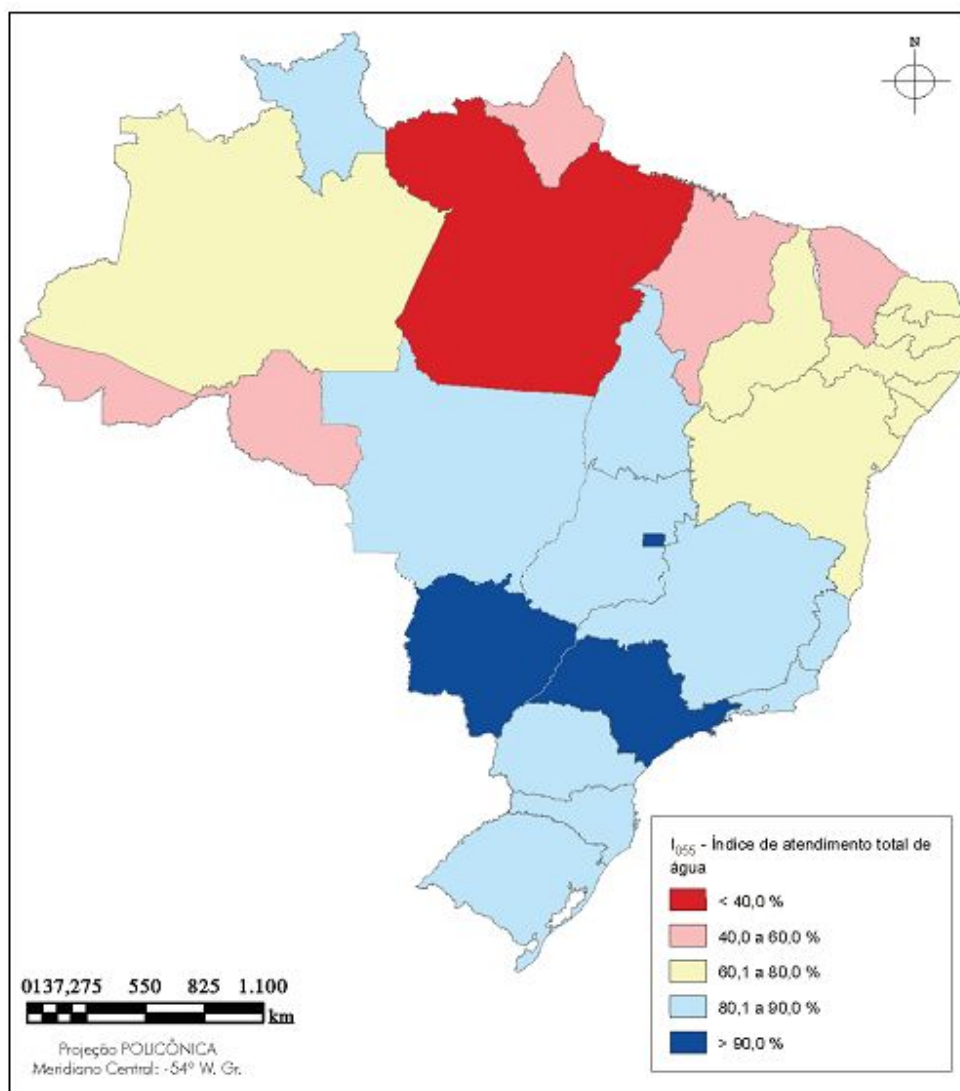 N
I055 - Índice de atendimento total de
água
< 40,0 %
40,0 a 60,0 %
60,1 a 80,0 %
80,1 a 90,0 %
> 90,0 %
0137,275 550 825 1.100
km
Projeção POLICÔNICA
Meridiano Central: -54º W. Gr.